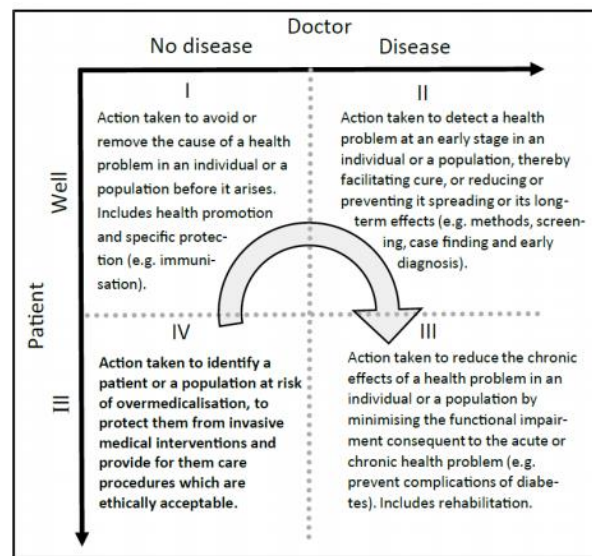 Doctor
No disease
Disease
Patient
Well
Ill
I
Action taken to avoid or
remove the cause of a health
problem in an individual or a
population before it arises.
Includes health promotion
and specific protec-
tion (e.g. immuni-
sation).
II
Action taken to detect a health
problem at an early stage in an
individual or a population, thereby
facilitating cure, or reducing or
preventing it spreading or its long-
term effects (e.g. methods, screen-
ing, case finding and early
diagnosis).
IV
Action taken to identify a
patient or a population at risk
of overmedicalisation, to
protect them from invasive
medical interventions and
provide for them care
procedures which are
ethically acceptable.
III
Action taken to reduce the chronic
effects of a health problem in an
individual or a population by
minimising the functional impair-
ment consequent to the acute or
chronic health problem (e.g.
prevent complications of diabe-
tes). Includes rehabilitation.